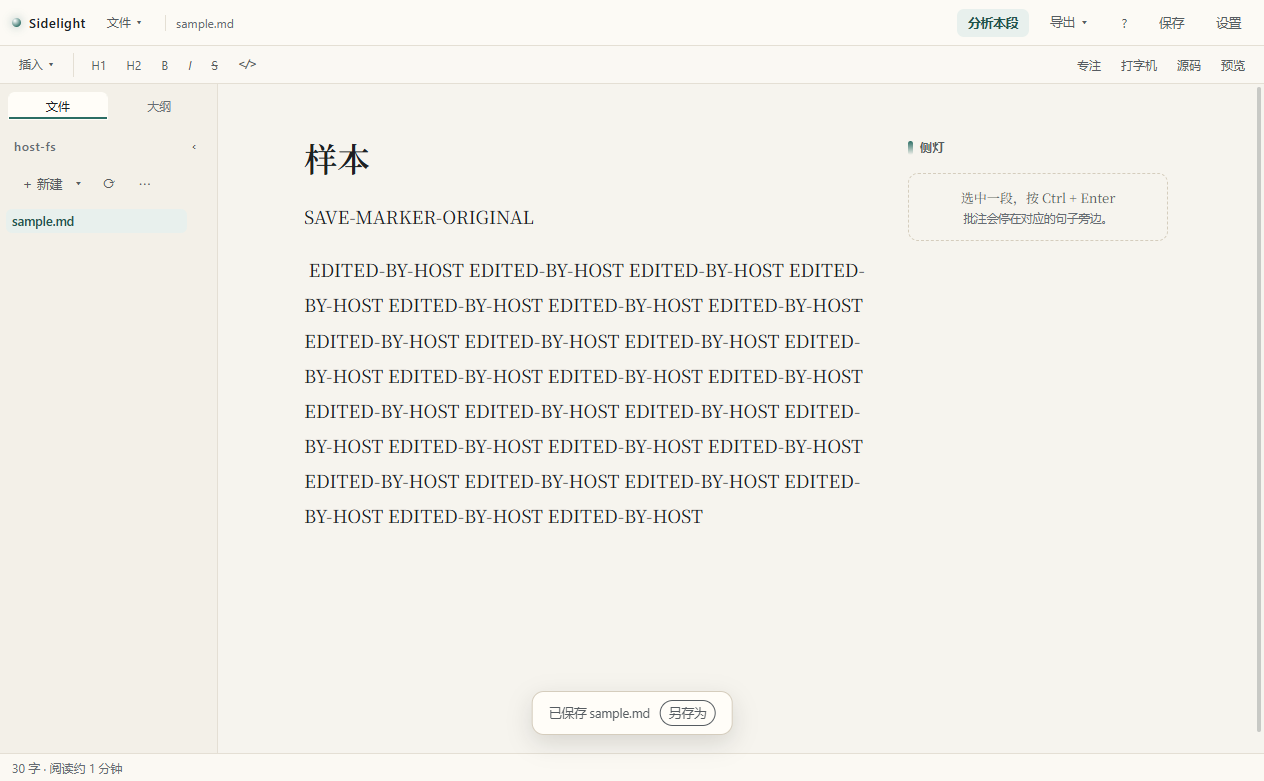 Sidelight 文件 sample.md 分析本段 导出 ? 保存 设置
插入 H1 H2 B I S </> 专注 打字机 源码 预览
文件 大纲
host-fs
+ 新建 ...
sample.md
样本
SAVE-MARKER-ORIGINAL
EDITED-BY-HOST EDITED-BY-HOST EDITED-BY-HOST EDITED-
BY-HOST EDITED-BY-HOST EDITED-BY-HOST EDITED-BY-HOST
EDITED-BY-HOST EDITED-BY-HOST EDITED-BY-HOST EDITED-
BY-HOST EDITED-BY-HOST EDITED-BY-HOST EDITED-BY-HOST
EDITED-BY-HOST EDITED-BY-HOST EDITED-BY-HOST EDITED-
BY-HOST EDITED-BY-HOST EDITED-BY-HOST EDITED-BY-HOST
EDITED-BY-HOST EDITED-BY-HOST EDITED-BY-HOST EDITED-
BY-HOST EDITED-BY-HOST EDITED-BY-HOST
侧灯
选中一段，按 Ctrl + Enter
批注会停在对应的句子旁边。
已保存 sample.md 另存为
30 字 · 阅读约 1 分钟